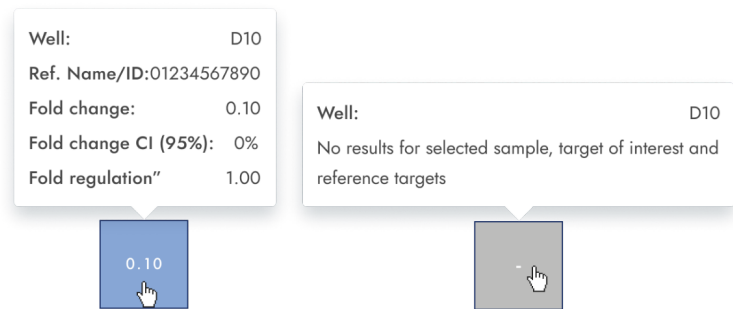 Well: D10
Ref. Name/ID:01234567890
Fold change: 0.10
Fold change CI (95%): 0%
Fold regulation” 1.00
0.10
Well: D10
No results for selected sample, target of interest and
reference targets
-